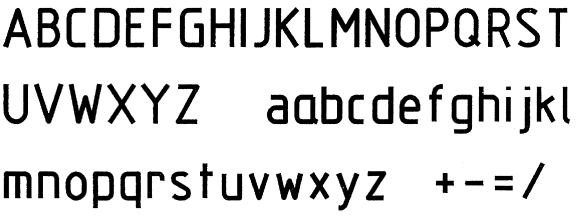 ABCDEFGHIJKLMNOPQRST
UVWXYZ aabcdefghijkl
mnopqrstuvwxyz +-=/